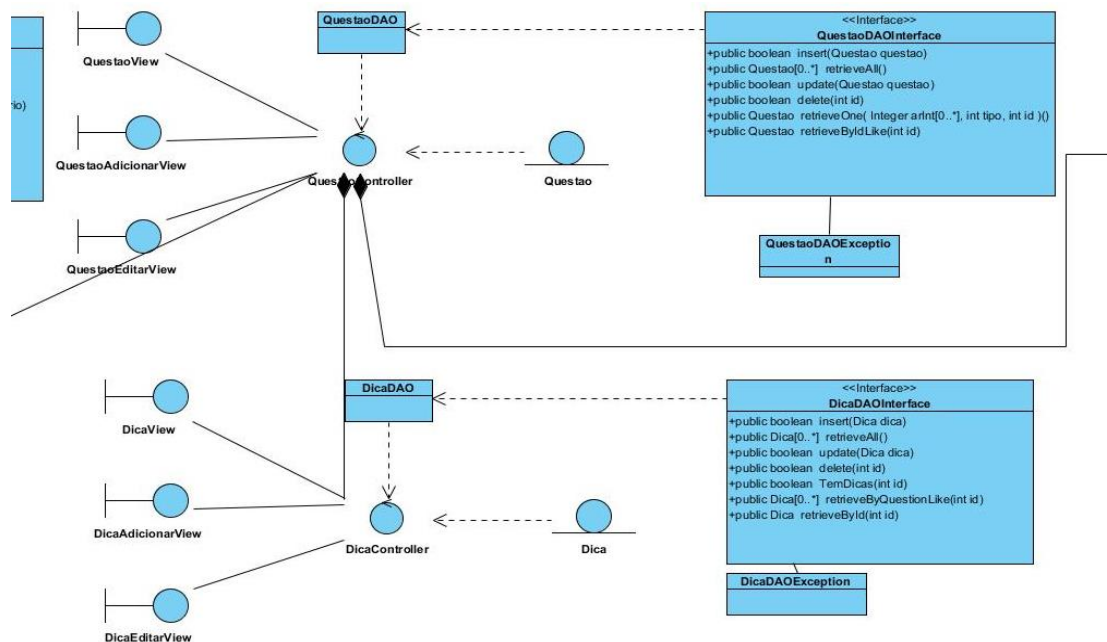 rio)
QuestaoView
QuestaoAdicionarView
QuestaoEditarView
QuestaoDAO
QuestaoController
Questao
<<Interface>>
QuestaoDAOInterface
+public boolean insert(Questao questao)
+public Questao[0..*] retrieveAll()
+public boolean update(Questao questao)
+public boolean delete(int id)
+public Questao retrieveOne( Integer arInt[0..*], int tipo, int id )()
+public Questao retrieveByIdLike(int id)
QuestaoDAOExceptio
n
DicaView
DicaAdicionarView
DicaEditarView
DicaDAO
DicaController
Dica
<<Interface>>
DicaDAOInterface
+public boolean insert(Dica dica)
+public Dica[0..*] retrieveAll()
+public boolean update(Dica dica)
+public boolean delete(int id)
+public boolean TemDicas(int id)
+public Dica[0..*] retrieveByQuestionLike(int id)
+public Dica retrieveById(int id)
DicaDAOException